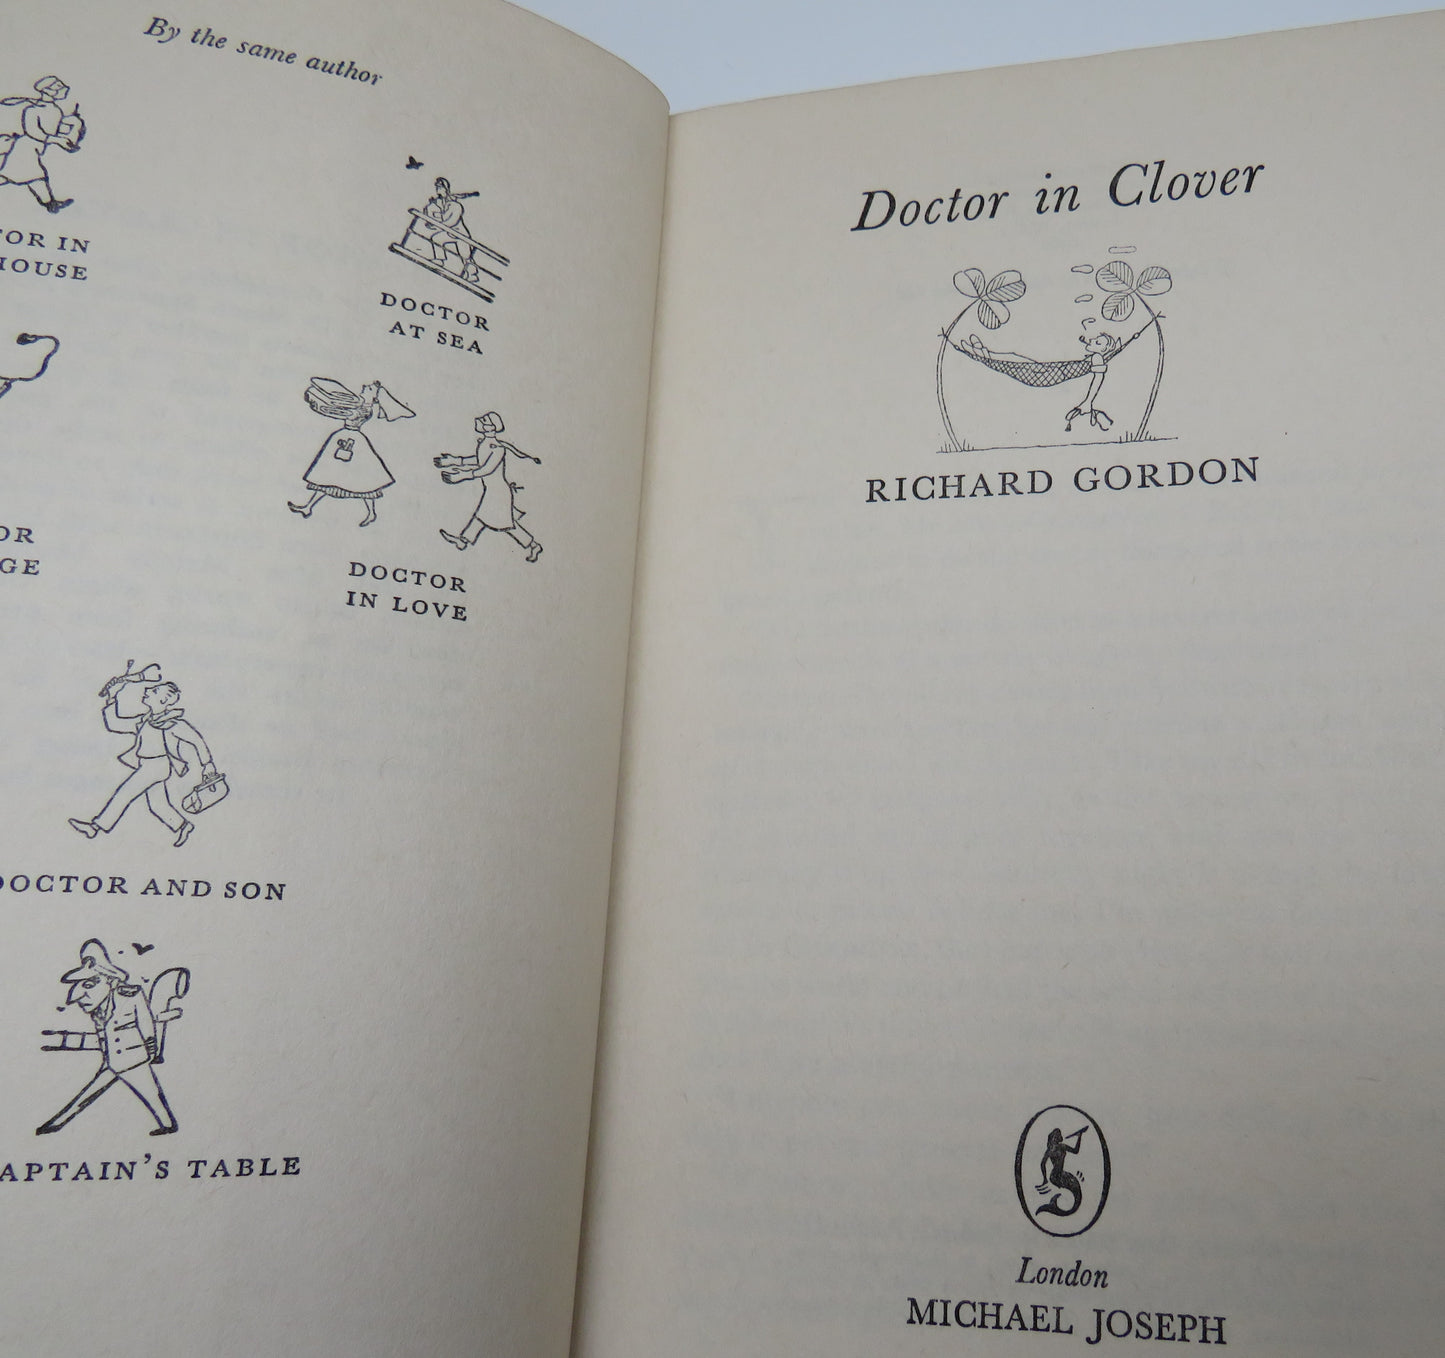 By the same author
TOR IN
HOUSE
DOCTOR
AT SEA
OR
GE
DOCTOR
IN LOVE
DOCTOR AND SON
APTAIN'S TABLE
Doctor in Clover
RICHARD GORDON
London
MICHAEL JOSEPH